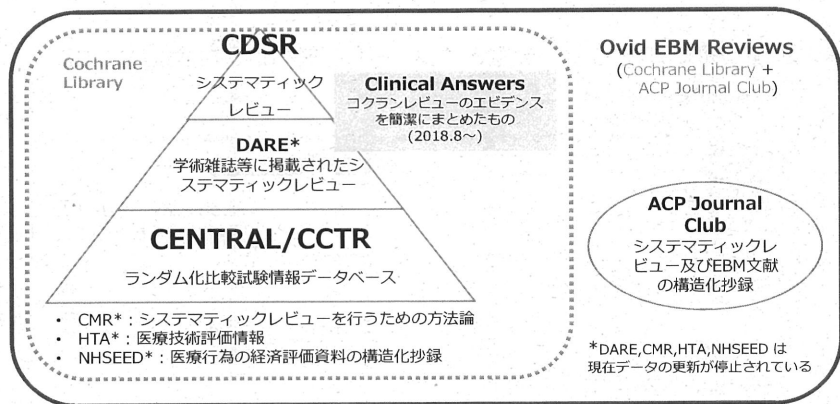 Cochrane
Library
CDSR
システマティック
レビュー
Clinical Answers
コクランレビューのエビデンス
を簡潔にまとめたもの
(2018.8～)
DARE*
学術雑誌等に掲載されたシ
ステマティックレビュー
CENTRAL/CCTR
ランダム化比較試験情報データベース
• CMR*：システマティックレビューを行うための方法論
• HTA*：医療技術評価情報
• NHSEED*：医療行為の経済評価資料の構造化抄録
Ovid EBM Reviews
(Cochrane Library +
ACP Journal Club)
ACP Journal
Club
システマティックレ
ビュー及びEBM文献
の構造化抄録
*DARE,CMR,HTA,NHSEED は
現在データの更新が停止されている